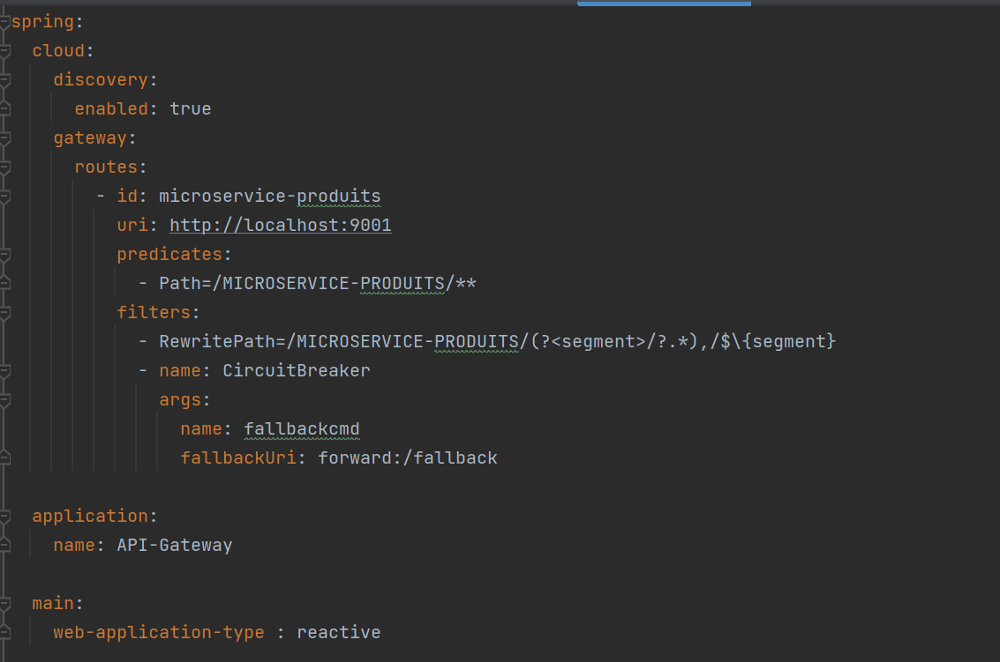 spring:
  cloud:
    discovery:
      enabled: true
    gateway:
      routes:
        - id: microservice-produits
          uri: http://localhost:9001
          predicates:
            - Path=/MICROSERVICE-PRODUITS/**
          filters:
            - RewritePath=/MICROSERVICE-PRODUITS/(?<segment>/?.*),/$\{segment}
            - name: CircuitBreaker
              args:
                name: fallbackcmd
                fallbackUri: forward:/fallback
  application:
    name: API-Gateway
  main:
    web-application-type : reactive